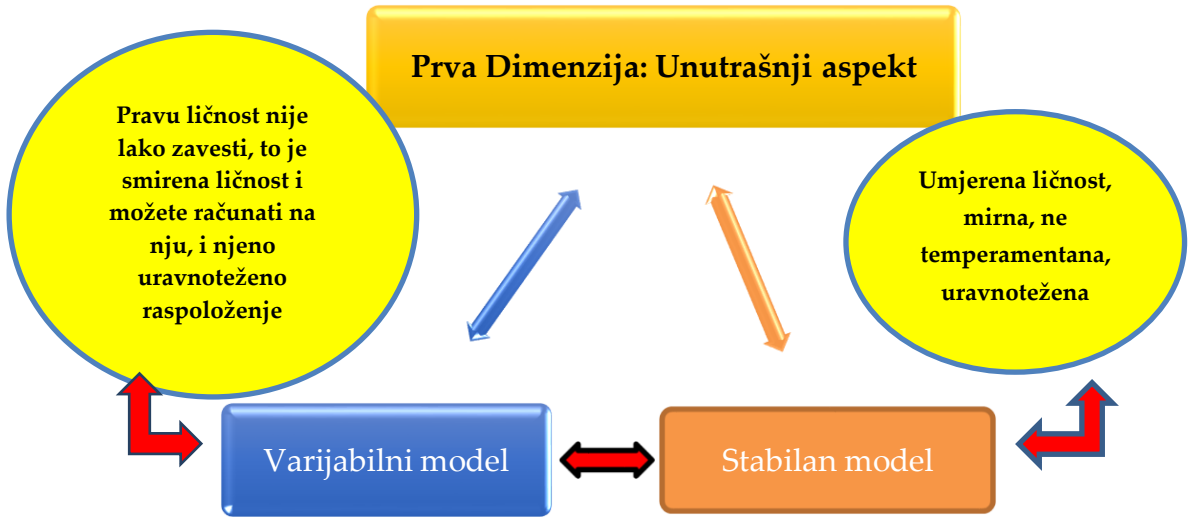 Prva Dimenzija: Unutrašnji aspekt
Pravu ličnost nije
lako zavesti, to je
smirena ličnost i
možete računati na
nju, i njeno
uravnoteženo
raspoloženje
Umjerena ličnost,
mirna, ne
temperamentana,
uravnotežena
Varijabilni model
Stabilan model